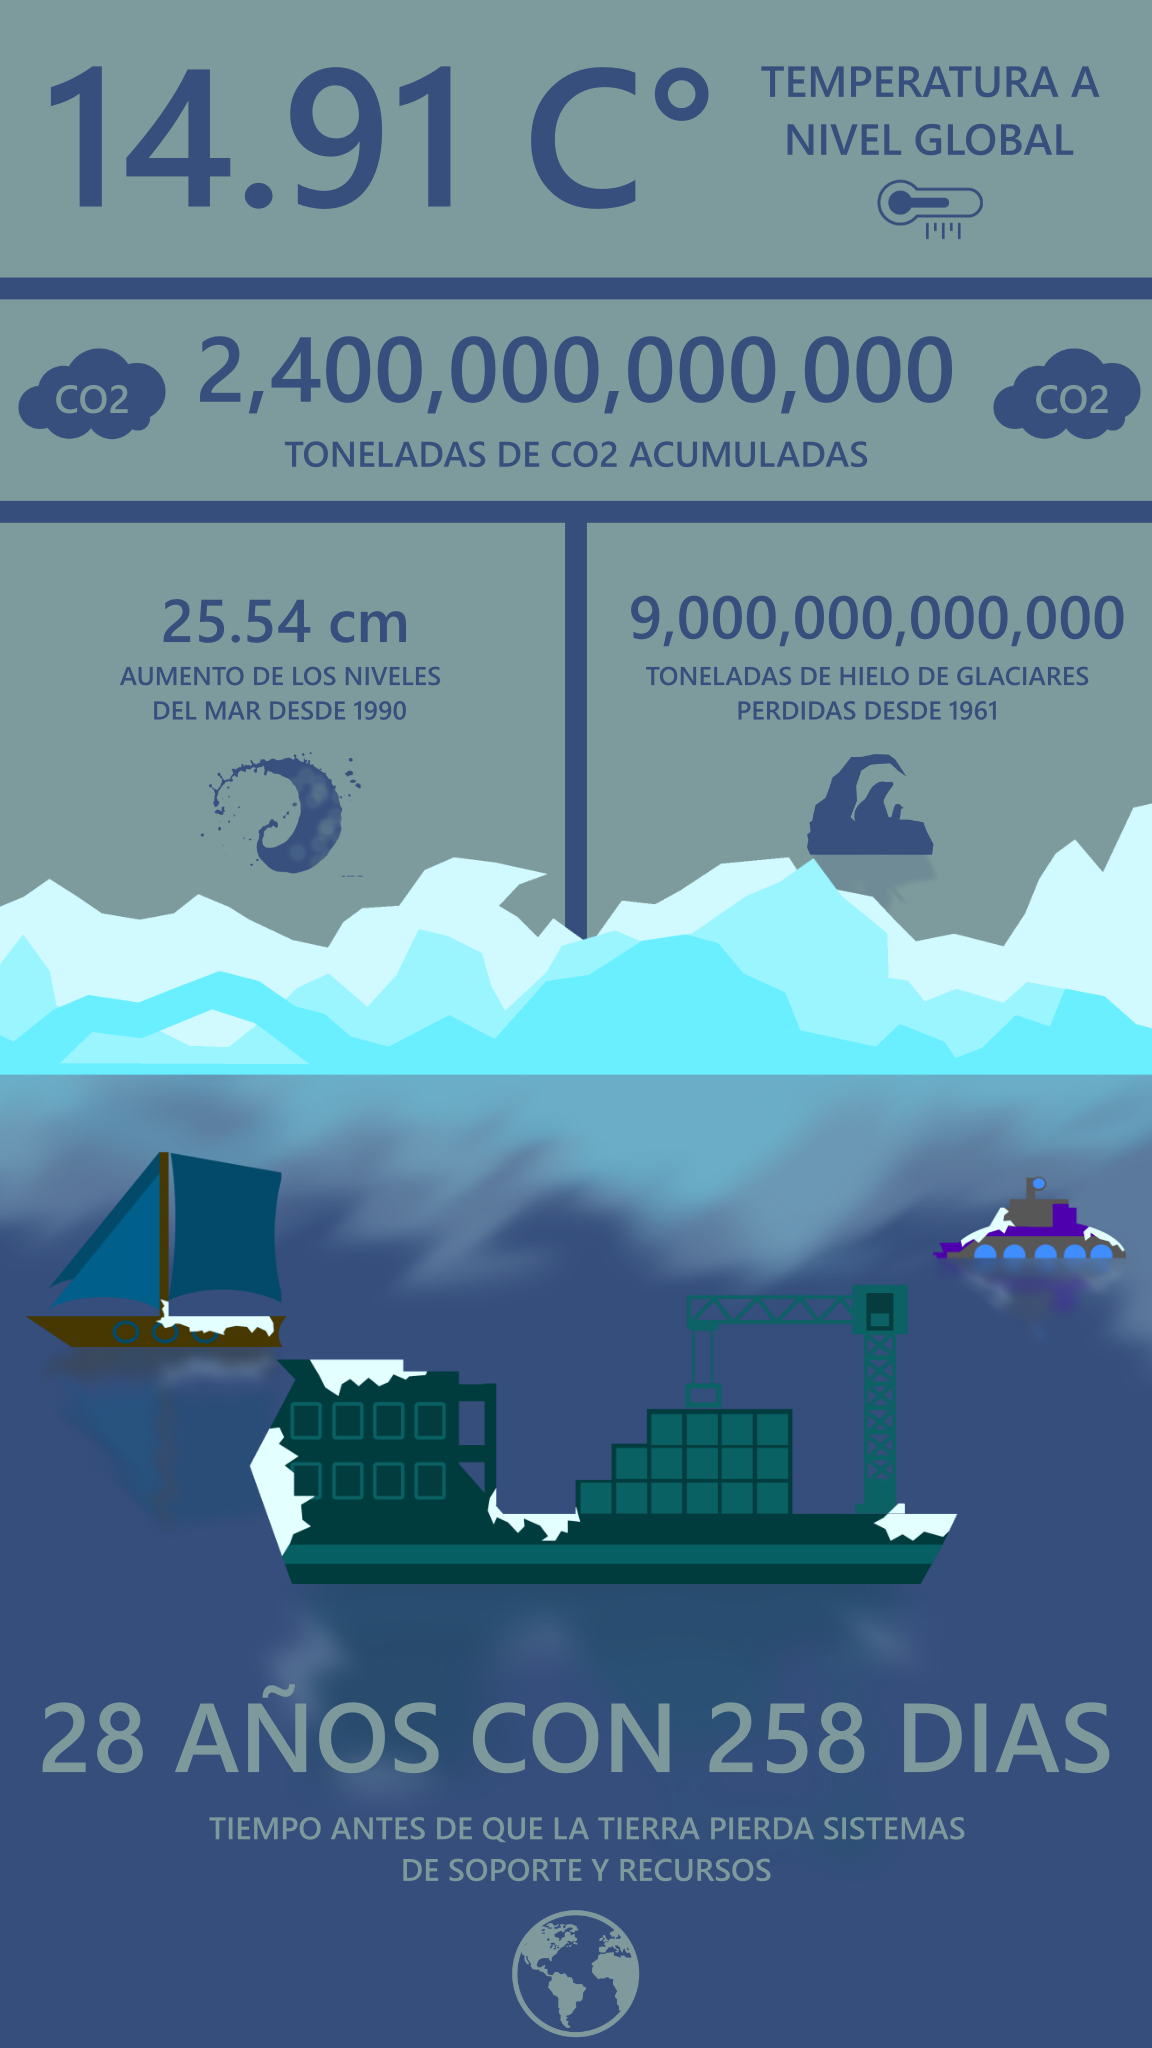 14.91 C°
TEMPERATURA A
NIVEL GLOBAL
CO2
2,400,000,000,000
CO2
TONELADAS DE CO2 ACUMULADAS
25.54 cm
AUMENTO DE LOS NIVELES
DEL MAR DESDE 1990
9,000,000,000,000
TONELADAS DE HIELO DE GLACIARES
PERDIDAS DESDE 1961
28 AÑOS CON 258 DIAS
TIEMPO ANTES DE QUE LA TIERRA PIERDA SISTEMAS
DE SOPORTE Y RECURSOS